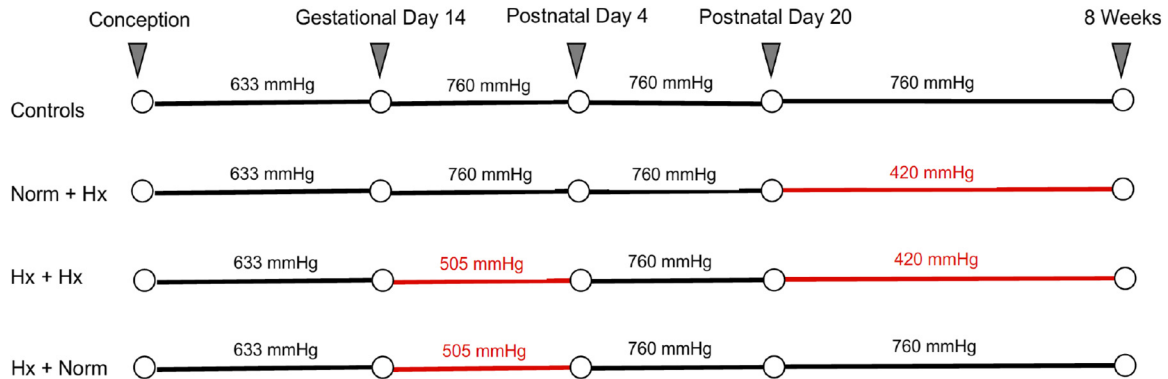 Conception Gestational Day 14 Postnatal Day 4 Postnatal Day 20 8 Weeks
633 mmHg 760 mmHg 760 mmHg 760 mmHg
Controls
633 mmHg 760 mmHg 760 mmHg 420 mmHg
Norm + Hx
633 mmHg 505 mmHg 760 mmHg 420 mmHg
Hx + Hx
633 mmHg 505 mmHg 760 mmHg 760 mmHg
Hx + Norm